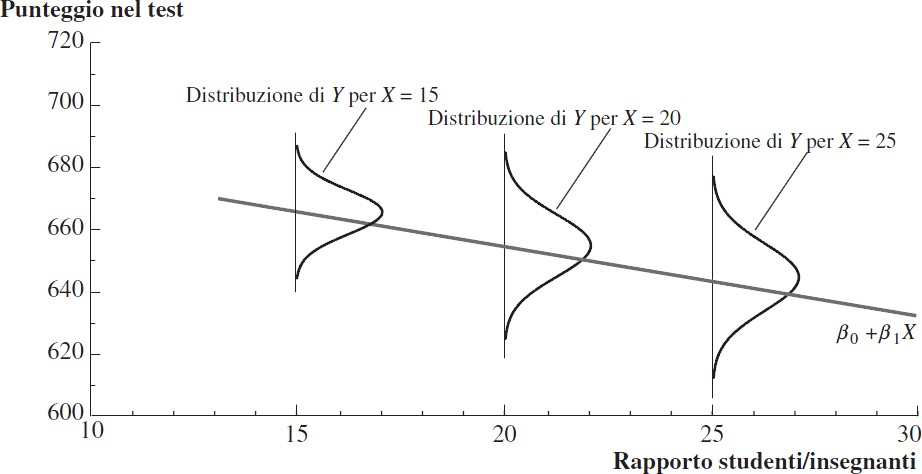 Punteggio nel test
720
700
680
660
640
620
600
Distribuzione di Y per X = 15
Distribuzione di Y per X = 20
Distribuzione di Y per X = 25
β0 +β1X
10 15 20 25 30
Rapporto studenti/insegnanti